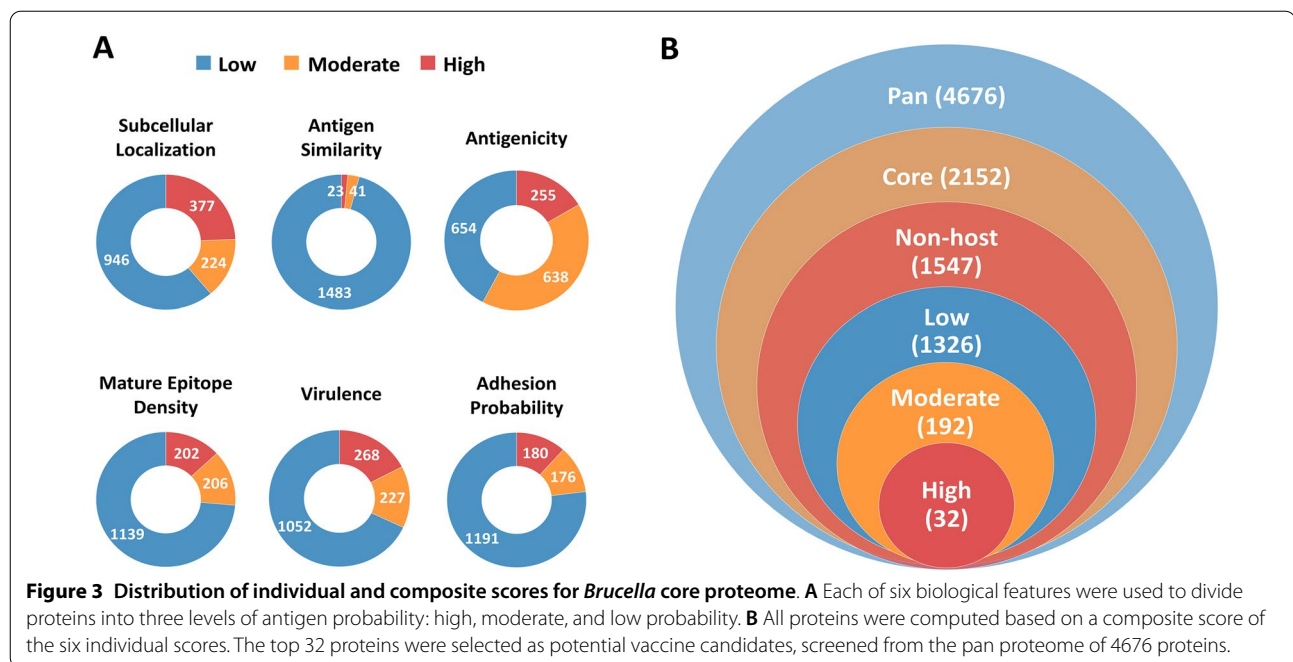 A
Low Moderate High
Subcellular
Localization
377
224
946
Antigen
Similarity
23 41
1483
Antigenicity
255
638
654
Mature Epitope
Density
202
206
1139
Virulence
268
227
1052
Adhesion
Probability
180
176
1191
B
Pan (4676)
Core (2152)
Non-host
(1547)
Low
(1326)
Moderate
(192)
High
(32)
Figure 3 Distribution of individual and composite scores for Brucella core proteome. A Each of six biological features were used to divide
proteins into three levels of antigen probability: high, moderate, and low probability. B All proteins were computed based on a composite score of
the six individual scores. The top 32 proteins were selected as potential vaccine candidates, screened from the pan proteome of 4676 proteins.